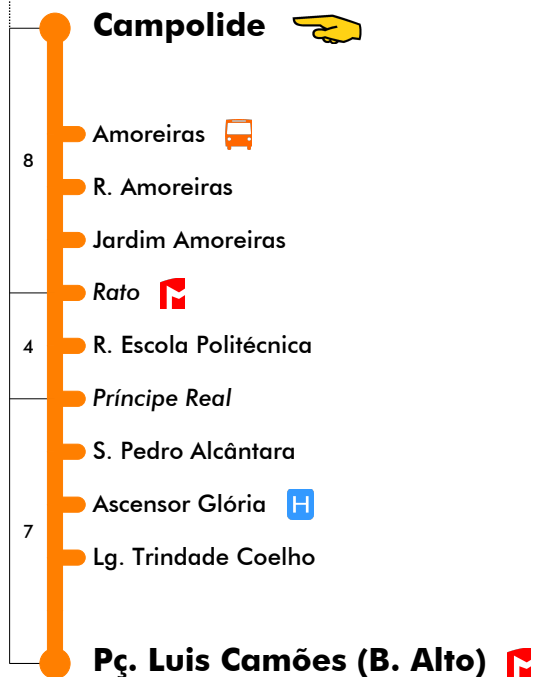 Campolide
Amoreiras
8
R. Amoreiras
Jardim Amoreiras
Rato
4
R. Escola Politécnica
Príncipe Real
S. Pedro Alcântara
Ascensor Glória H
7
Lg. Trindade Coelho
Pç. Luis Camões (B. Alto)